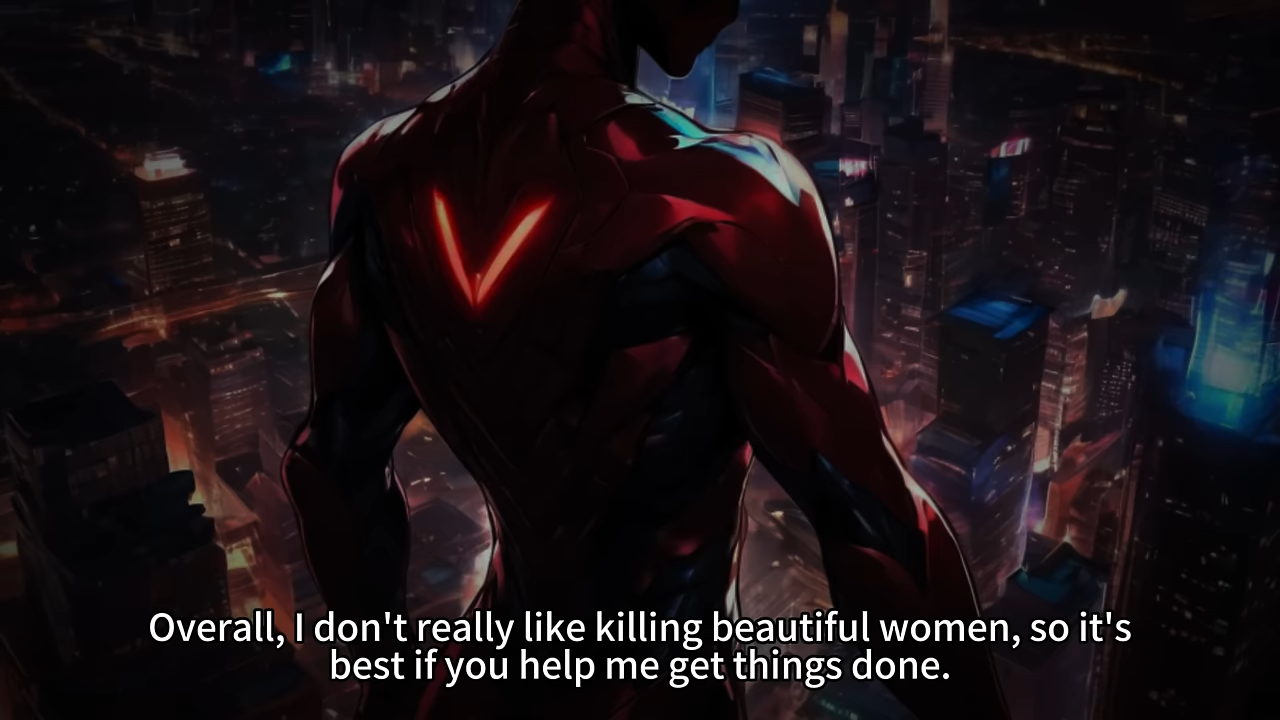 Overall, I don't really like killing beautiful women, so it's
best if you help me get things done.